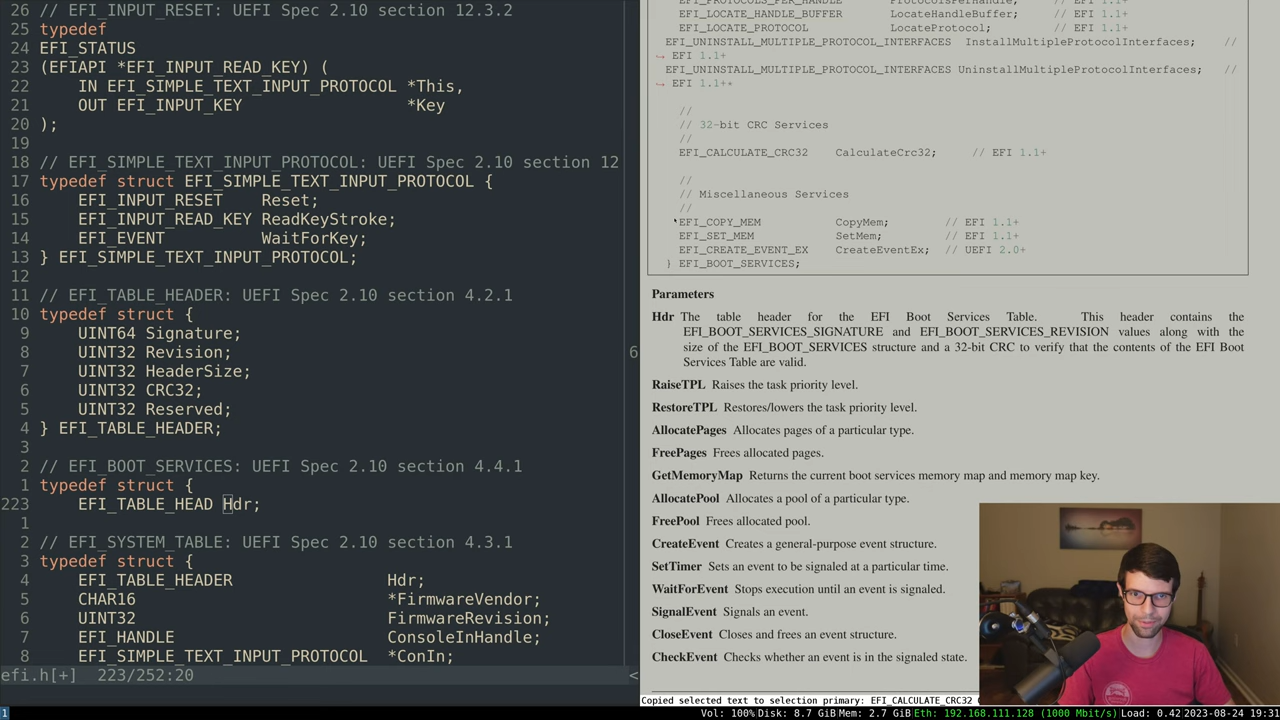 26 // EFI_INPUT_RESET: UEFI Spec 2.10 section 12.3.2
25 typedef
24 EFI_STATUS
23 (EFIAPI *EFI_INPUT_READ_KEY) (
22 IN EFI_SIMPLE_TEXT_INPUT_PROTOCOL *This,
21 OUT EFI_INPUT_KEY *Key
20 );
19
18 // EFI_SIMPLE_TEXT_INPUT_PROTOCOL: UEFI Spec 2.10 section 12
17 typedef struct EFI_SIMPLE_TEXT_INPUT_PROTOCOL {
16 EFI_INPUT_RESET Reset;
15 EFI_INPUT_READ_KEY ReadKeyStroke;
14 EFI_EVENT WaitForKey;
13 } EFI_SIMPLE_TEXT_INPUT_PROTOCOL;
12
11 // EFI_TABLE_HEADER: UEFI Spec 2.10 section 4.2.1
10 typedef struct {
9 UINT64 Signature;
8 UINT32 Revision;
7 UINT32 HeaderSize;
6 UINT32 CRC32;
5 UINT32 Reserved;
4 } EFI_TABLE_HEADER;
3
2 // EFI_BOOT_SERVICES: UEFI Spec 2.10 section 4.4.1
1 typedef struct {
223 EFI_TABLE_HEAD Hdr;
1
2 // EFI_SYSTEM_TABLE: UEFI Spec 2.10 section 4.3.1
3 typedef struct {
4 EFI_TABLE_HEADER Hdr;
5 CHAR16 *FirmwareVendor;
6 UINT32 FirmwareRevision;
7 EFI_HANDLE ConsoleInHandle;
8 EFI_SIMPLE_TEXT_INPUT_PROTOCOL *ConIn;
efi.h[+] 223/252:20 <
6
EFI_PROTOCOLS_PER_HANDLE ProtocolsPerHandle; // EFI 1.1+
EFI_LOCATE_HANDLE_BUFFER LocateHandleBuffer; // EFI 1.1+
EFI_LOCATE_PROTOCOL LocateProtocol; // EFI 1.1+
EFI_UNINSTALL_MULTIPLE_PROTOCOL_INTERFACES InstallMultipleProtocolInterfaces; //
↪ EFI 1.1+
EFI_UNINSTALL_MULTIPLE_PROTOCOL_INTERFACES UninstallMultipleProtocolInterfaces; //
↪ EFI 1.1++
//
// 32-bit CRC Services
//
EFI_CALCULATE_CRC32 CalculateCrc32; // EFI 1.1+
//
// Miscellaneous Services
//
EFI_COPY_MEM CopyMem; // EFI 1.1+
EFI_SET_MEM SetMem; // EFI 1.1+
EFI_CREATE_EVENT_EX CreateEventEx; // UEFI 2.0+
} EFI_BOOT_SERVICES;
Parameters
Hdr The table header for the EFI Boot Services Table. This header contains the
EFI_BOOT_SERVICES_SIGNATURE and EFI_BOOT_SERVICES_REVISION values along with the
size of the EFI_BOOT_SERVICES structure and a 32-bit CRC to verify that the contents of the EFI Boot
Services Table are valid.
RaiseTPL Raises the task priority level.
RestoreTPL Restores/lowers the task priority level.
AllocatePages Allocates pages of a particular type.
FreePages Frees allocated pages.
GetMemoryMap Returns the current boot services memory map and memory map key.
AllocatePool Allocates a pool of a particular type.
FreePool Frees allocated pool.
CreateEvent Creates a general-purpose event structure.
SetTimer Sets an event to be signaled at a particular time.
WaitForEvent Stops execution until an event is signaled.
SignalEvent Signals an event.
CloseEvent Closes and frees an event structure.
CheckEvent Checks whether an event is in the signaled state.
Copied selected text to selection primary: EFI_CALCULATE_CRC32
1 Vol: 100% Disk: 8.7 GiB Mem: 2.7 GiB Eth: 192.168.111.128 (1000 Mbit/s) Load: 0.42 2023-08-24 19:31